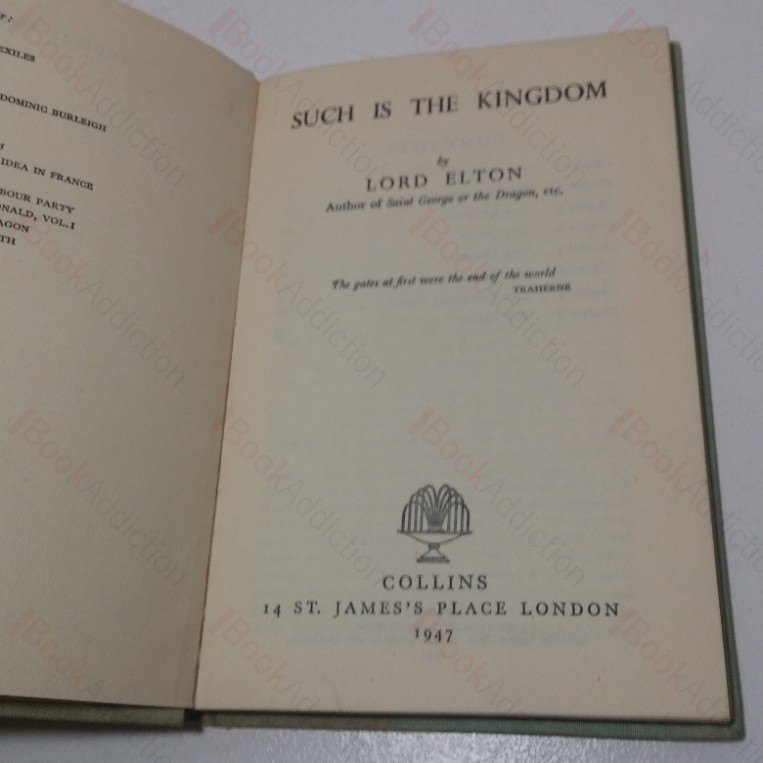 EXILES
DOMINIC BURLEIGH
IDEA IN FRANCE
BOUR PARTY
ONALD, VOL. I
AGON
TH
SUCH IS THE KINGDOM
by
LORD ELTON
Author of Saint George or the Dragon, etc.
The gates at first were the end of the world
TRAHERNE
COLLINS
14 ST. JAMES'S PLACE LONDON
1947
BookAddiction